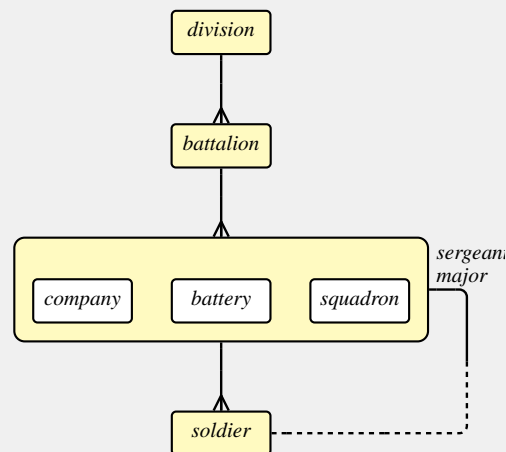 division
battalion
sergeant
major
company
battery
squadron
soldier